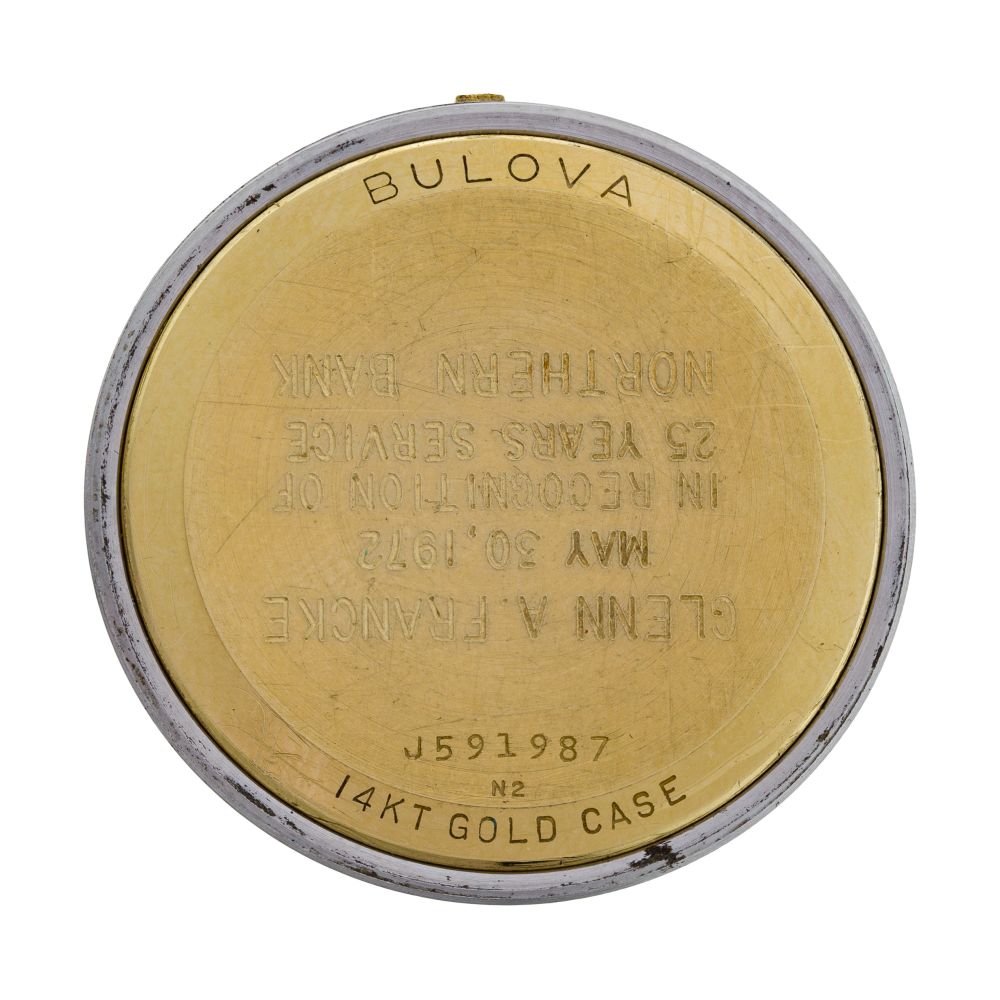 BULOVA
GLENN A. FRANCKE
MAY 30, 1972
IN RECOGNITION OF
25 YEARS SERVICE
NORTHERN BANK
J591987
N2
14KT GOLD CASE